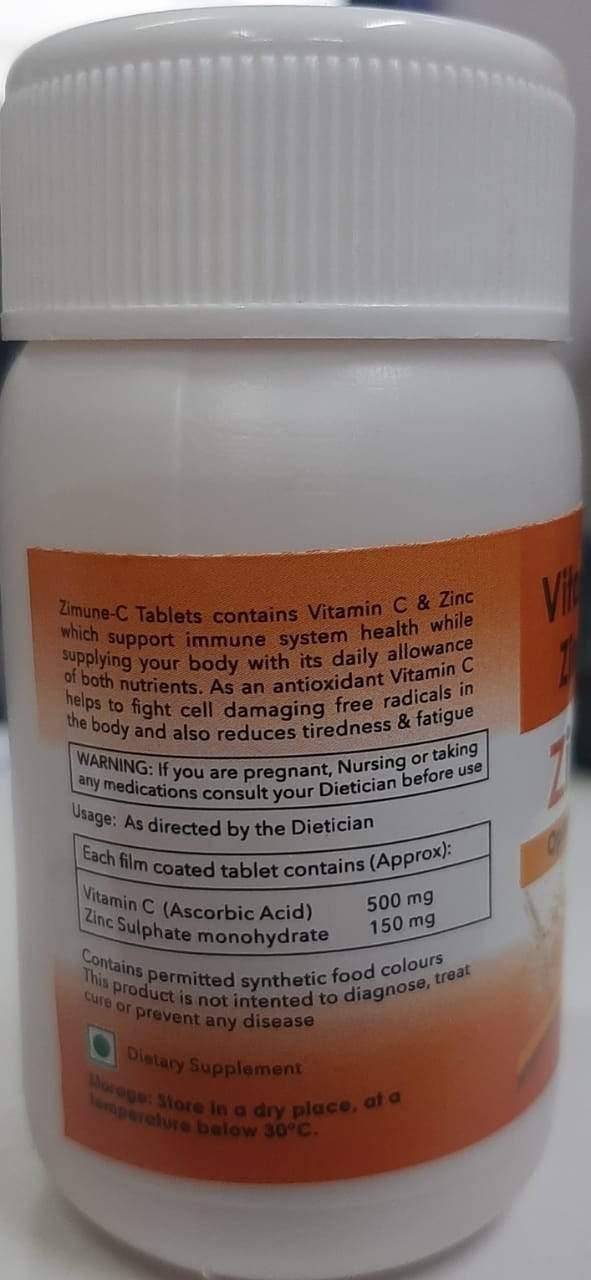 Zimune-C Tablets contains Vitamin C & Zinc
which support immune system health while
supplying your body with its daily allowance
of both nutrients. As an antioxidant Vitamin C
helps to fight cell damaging free radicals in
the body and also reduces tiredness & fatigue
WARNING: If you are pregnant, Nursing or taking
any medications consult your Dietician before use
Usage: As directed by the Dietician
Each film coated tablet contains (Approx):
Vitamin C (Ascorbic Acid) 500 mg
Zinc Sulphate monohydrate 150 mg
Contains permitted synthetic food colours
This product is not intented to diagnose, treat
cure or prevent any disease
Dietary Supplement
Storage: Store in a dry place, at a
temperature below 30°C.